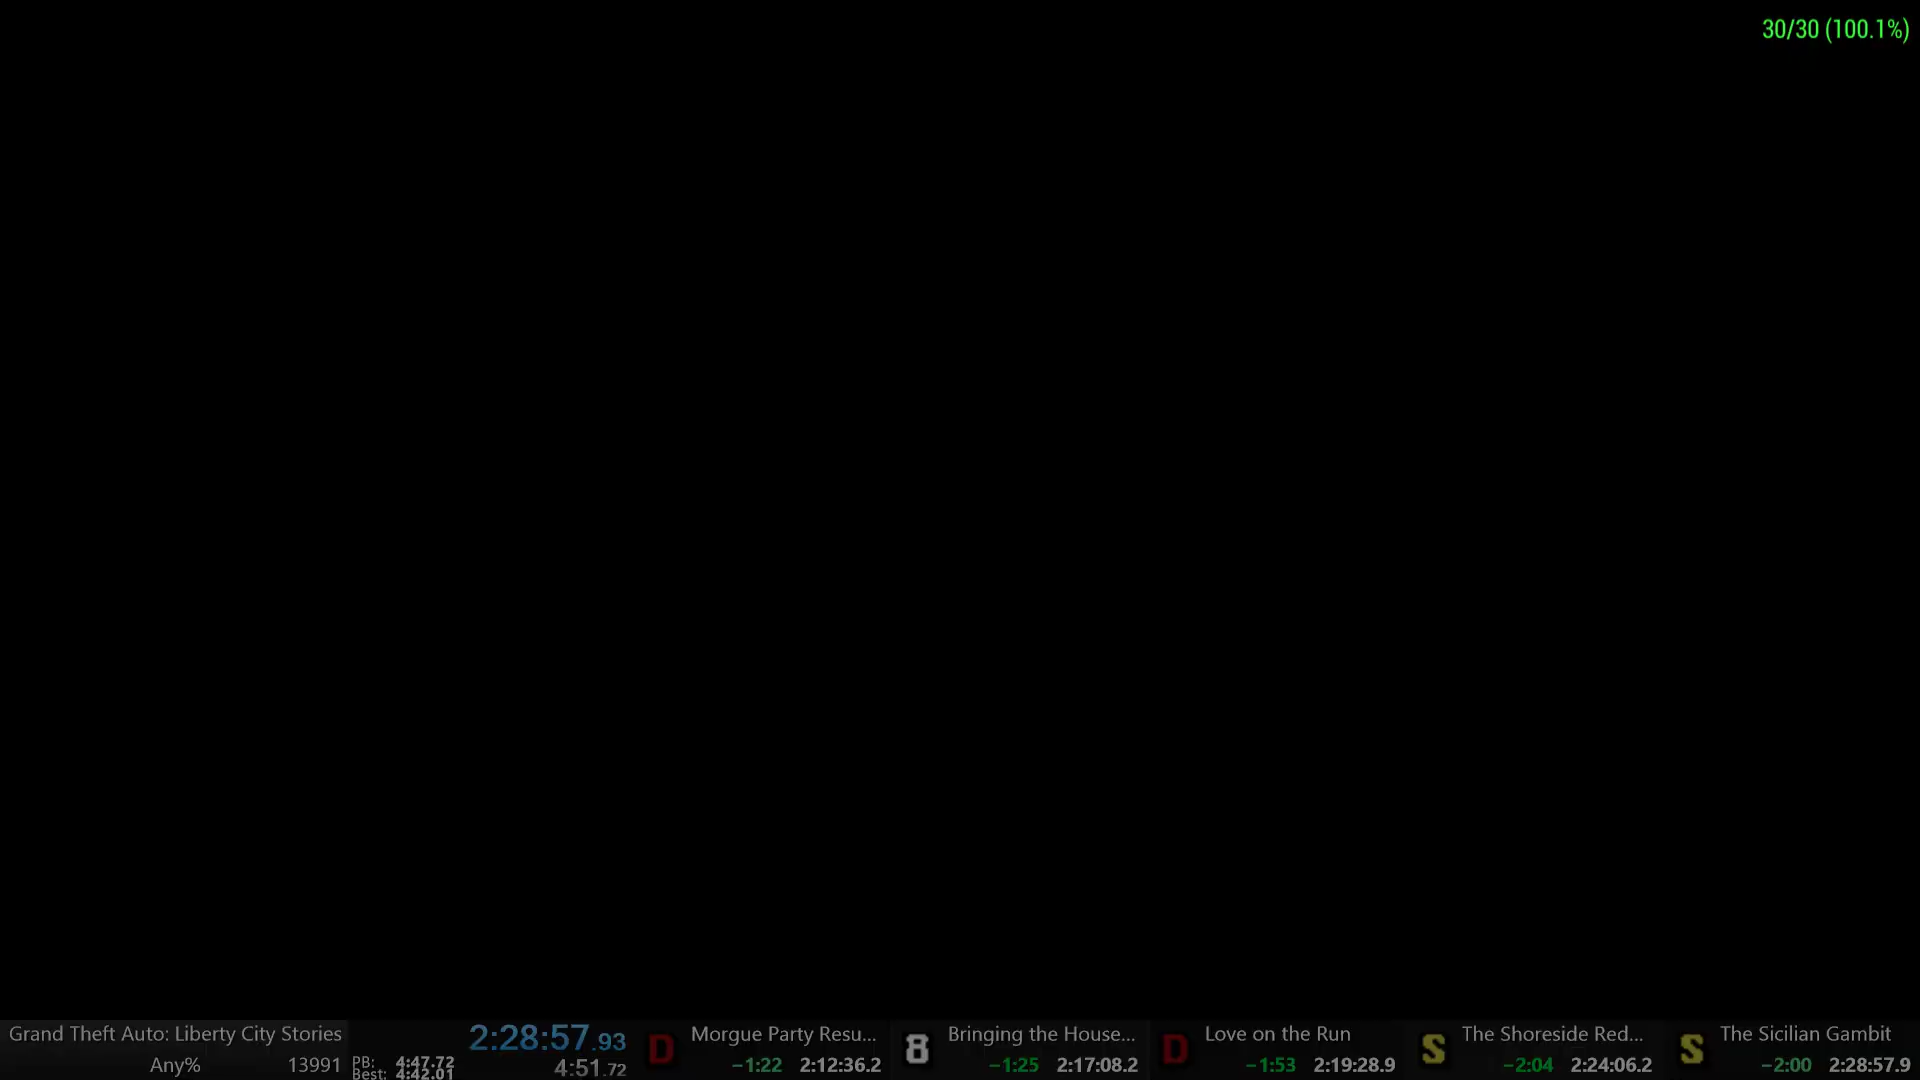 30/30 (100.1%)
Grand Theft Auto: Liberty City Stories
Any% 13991
PB: 4:47.72
Best: 4:42.01
2:28:57.93
4:51.72
D Morgue Party Resu...
−1:22 2:12:36.2
8 Bringing the House...
−1:25 2:17:08.2
D Love on the Run
−1:53 2:19:28.9
S The Shoreside Red...
−2:04 2:24:06.2
S The Sicilian Gambit
−2:00 2:28:57.9